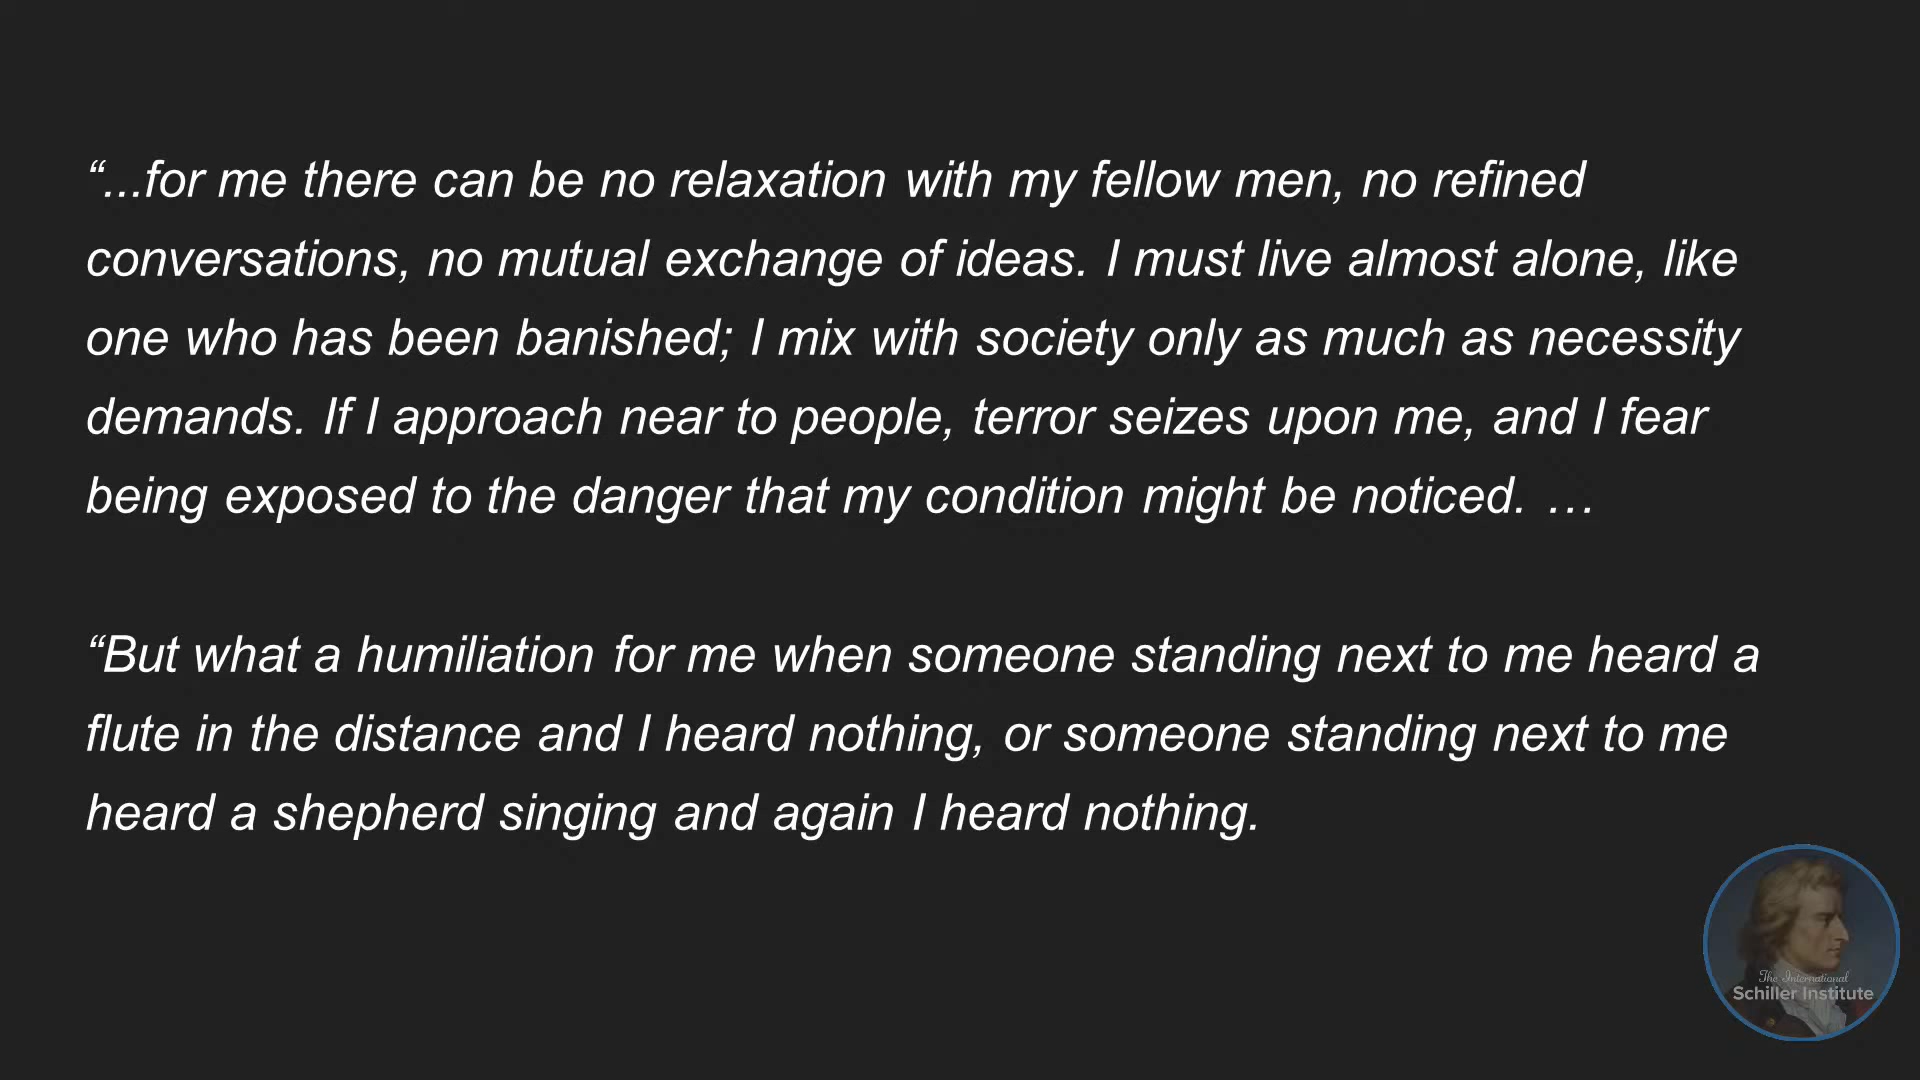 “...for me there can be no relaxation with my fellow men, no refined
conversations, no mutual exchange of ideas. I must live almost alone, like
one who has been banished; I mix with society only as much as necessity
demands. If I approach near to people, terror seizes upon me, and I fear
being exposed to the danger that my condition might be noticed. …
“But what a humiliation for me when someone standing next to me heard a
flute in the distance and I heard nothing, or someone standing next to me
heard a shepherd singing and again I heard nothing.
The International
Schiller Institute